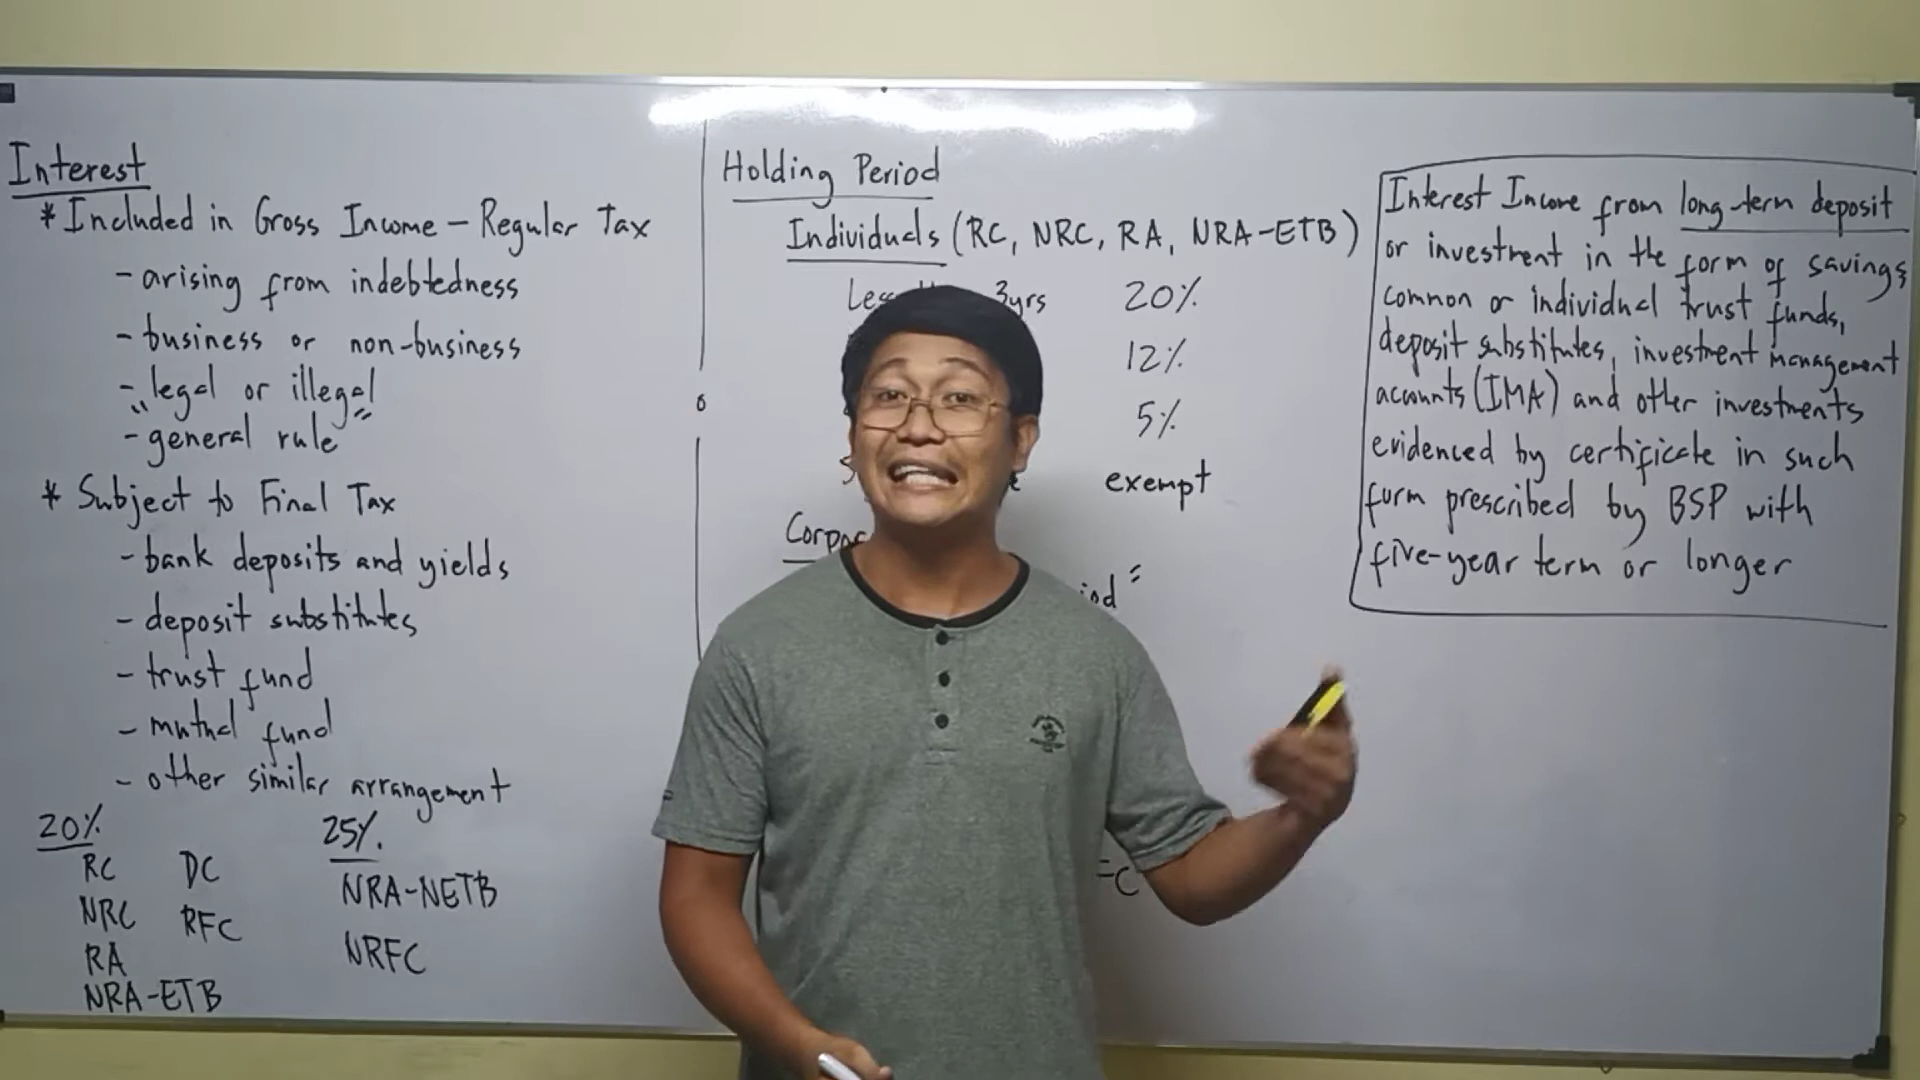 Interest
* Included in Gross Income - Regular Tax
- arising from indebtedness
- business or non-business
- legal or illegal
- "general rule"
* Subject to Final Tax
- bank deposits and yields
- deposit substitutes
- trust fund
- mutual fund
- other similar arrangement
20%
RC DC
NRC RFC
RA
NRA-ETB
25%
NRA-NETB
NRFC
Holding Period
Individuals (RC, NRC, RA, NRA-ETB)
3yrs 20%
12%
5%
exempt
Interest Income from long-term deposit
or investment in the form of savings
common or individual trust funds,
deposit substitutes, investment management
accounts (IMA) and other investments
evidenced by certificate in such
form prescribed by BSP with
five-year term or longer